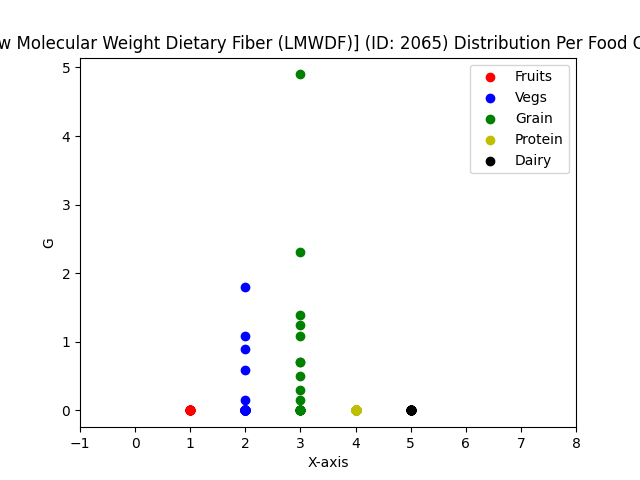 w Molecular Weight Dietary Fiber (LMWDF)] (ID: 2065) Distribution Per Food
5
4
3
2
1
0
G
−1 0 1 2 3 4 5 6 7 8
X-axis
Fruits
Vegs
Grain
Protein
Dairy